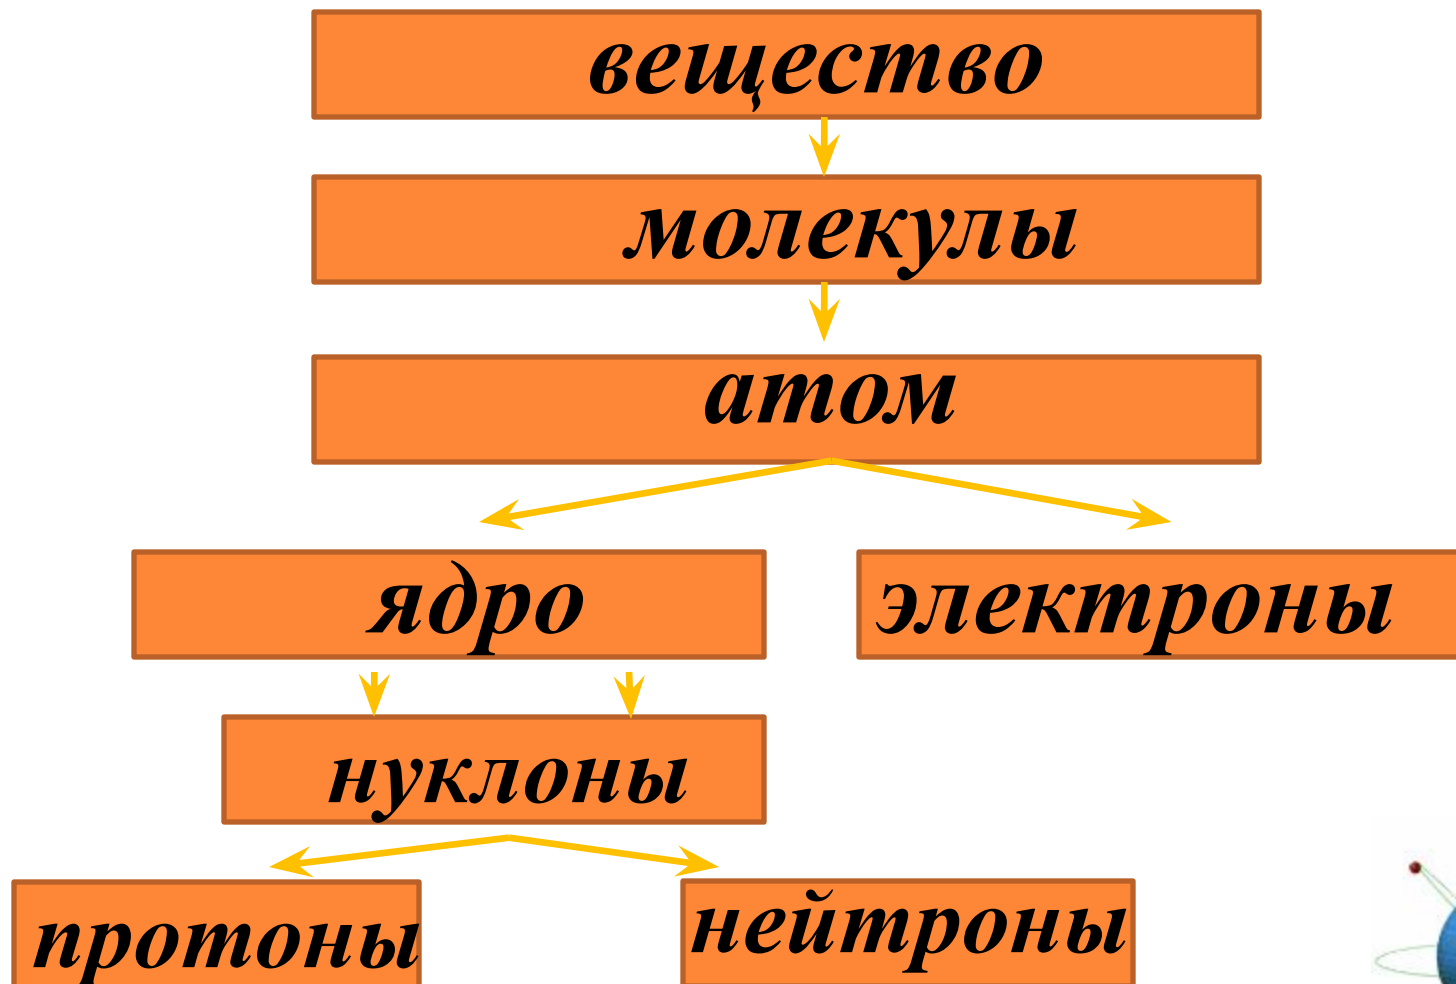 вещество
молекулы
атом
ядро
электроны
нуклоны
протоны
нейтроны